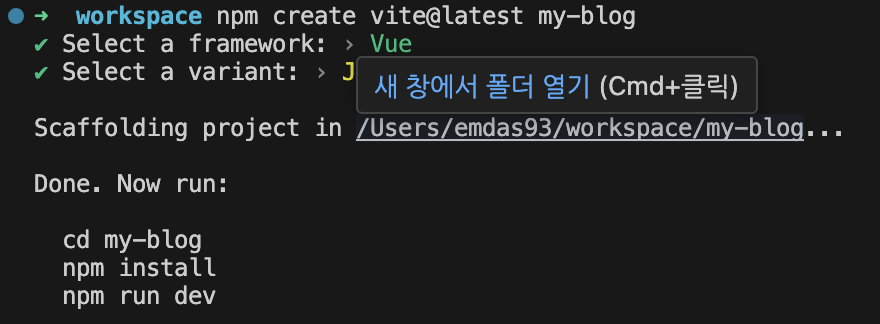 ➜ workspace npm create vite@latest my-blog
✔ Select a framework: › Vue
✔ Select a variant: › J
새 창에서 폴더 열기 (Cmd+클릭)
Scaffolding project in /Users/emdas93/workspace/my-blog...
Done. Now run:
cd my-blog
npm install
npm run dev